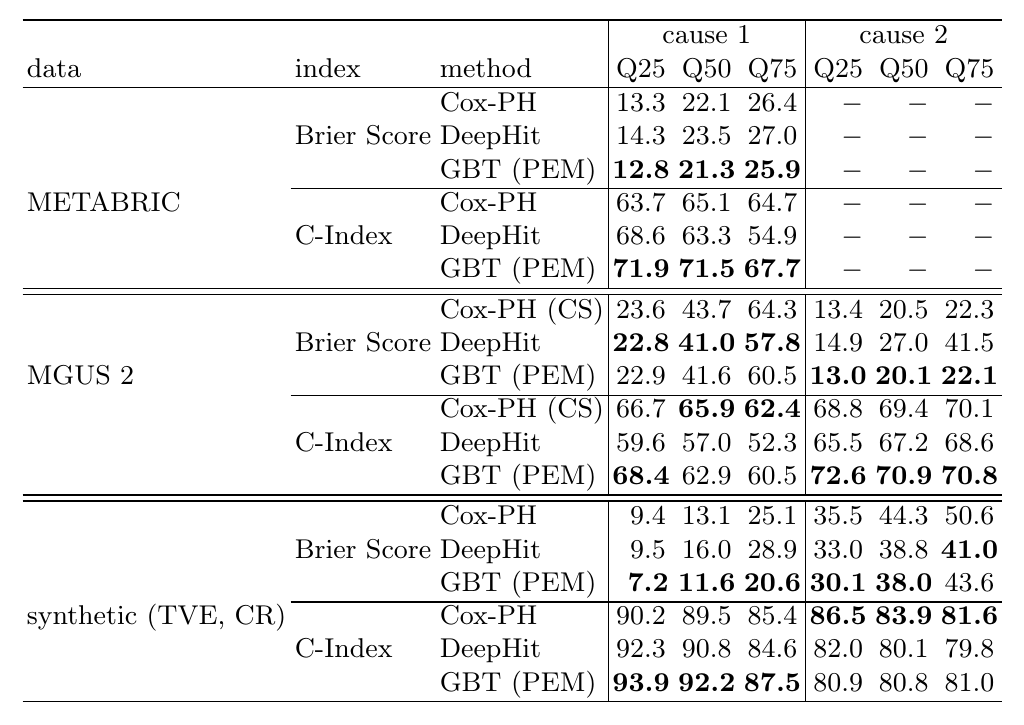 cause 1 cause 2
data index method Q25 Q50 Q75 Q25 Q50 Q75
Cox-PH 13.3 22.1 26.4 − − −
Brier Score DeepHit 14.3 23.5 27.0 − − −
GBT (PEM) 12.8 21.3 25.9 − − −
METABRIC Cox-PH 63.7 65.1 64.7 − − −
C-Index DeepHit 68.6 63.3 54.9 − − −
GBT (PEM) 71.9 71.5 67.7 − − −
Cox-PH (CS) 23.6 43.7 64.3 13.4 20.5 22.3
Brier Score DeepHit 22.8 41.0 57.8 14.9 27.0 41.5
MGUS 2 GBT (PEM) 22.9 41.6 60.5 13.0 20.1 22.1
Cox-PH (CS) 66.7 65.9 62.4 68.8 69.4 70.1
C-Index DeepHit 59.6 57.0 52.3 65.5 67.2 68.6
GBT (PEM) 68.4 62.9 60.5 72.6 70.9 70.8
Cox-PH 9.4 13.1 25.1 35.5 44.3 50.6
Brier Score DeepHit 9.5 16.0 28.9 33.0 38.8 41.0
GBT (PEM) 7.2 11.6 20.6 30.1 38.0 43.6
synthetic (TVE, CR) Cox-PH 90.2 89.5 85.4 86.5 83.9 81.6
C-Index DeepHit 92.3 90.8 84.6 82.0 80.1 79.8
GBT (PEM) 93.9 92.2 87.5 80.9 80.8 81.0